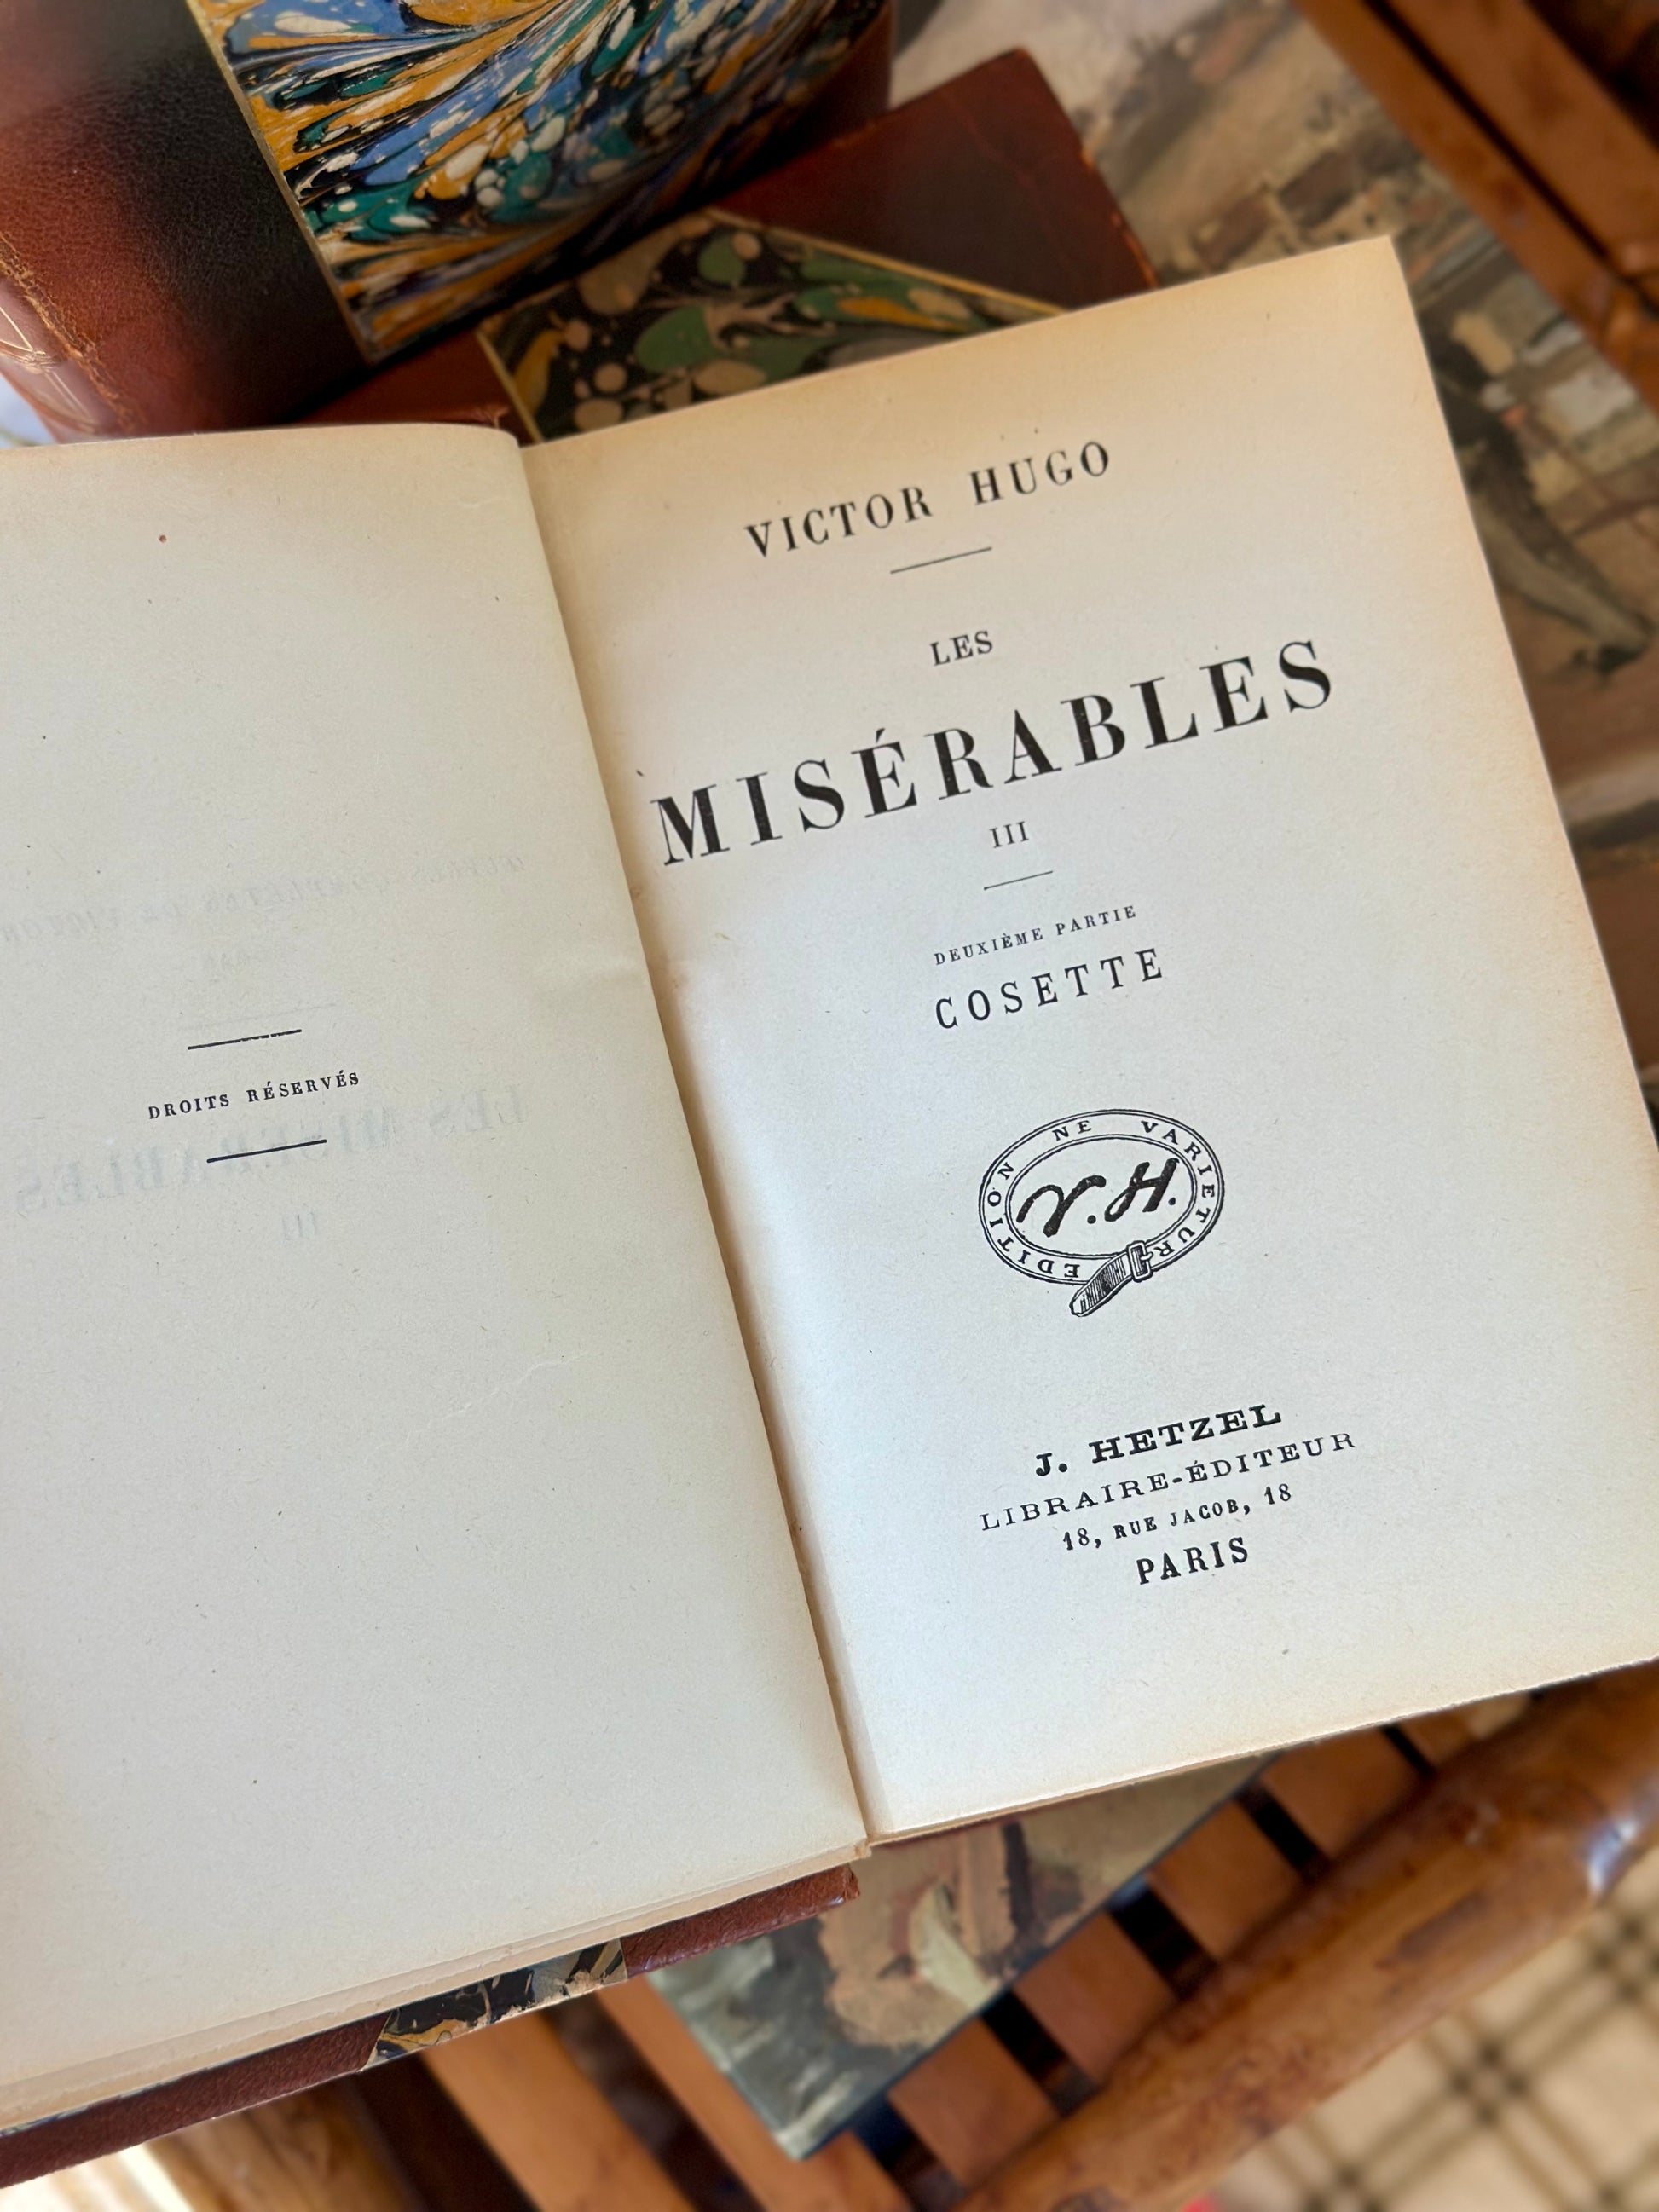 DROITS RÉSERVÉS
VICTOR HUGO
LES
MISÉRABLES
III
DEUXIÈME PARTIE
COSETTE
EDITION NE VARIETUR
V.H.
J. HETZEL
LIBRAIRE-ÉDITEUR
18, RUE JACOB, 18
PARIS